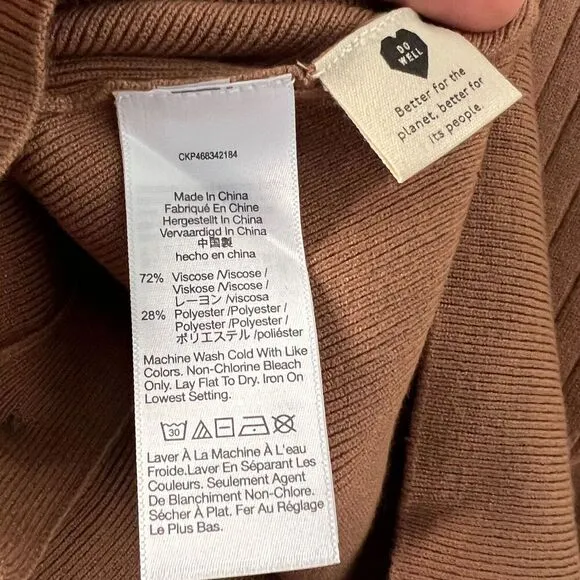 DO
WELL
Better for the
planet, better for
its people.
CKP468342184
Made In China
Fabriqué En Chine
Hergestellt In China
Vervaardigd In China
中国製
hecho en china
72% Viscose /Viscose /
Viskose /Viscose /
レーヨン /viscosa
28% Polyester /Polyester /
Polyester /Polyester /
ポリエステル /poliéster
Machine Wash Cold With Like
Colors. Non-Chlorine Bleach
Only. Lay Flat To Dry. Iron On
Lowest Setting.
30
Laver À La Machine À L'eau
Froide.Laver En Séparant Les
Couleurs. Seulement Agent
De Blanchiment Non-Chlore.
Sécher À Plat. Fer Au Réglage
Le Plus Bas.